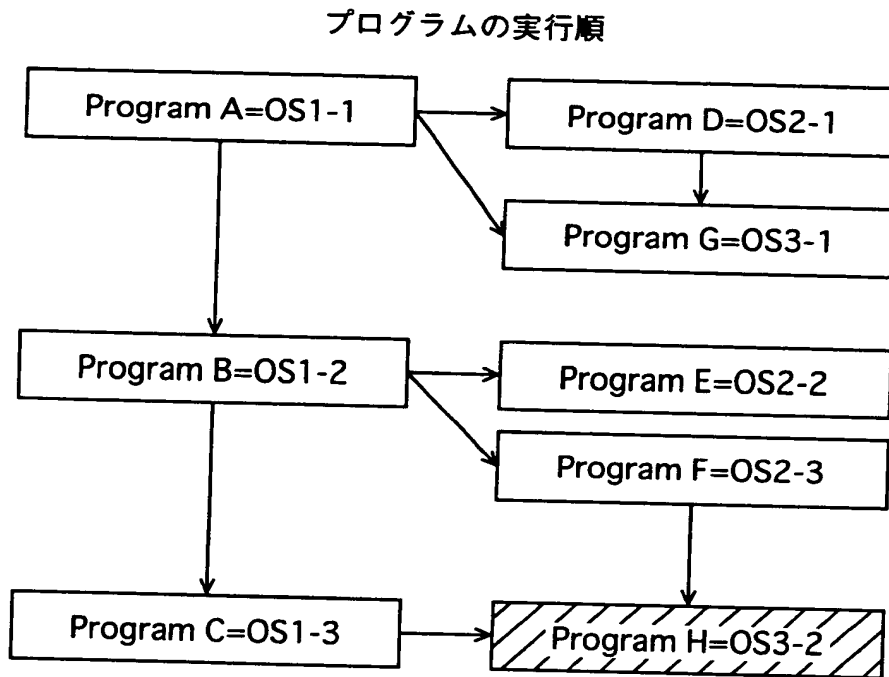 プログラムの実行順
Program A=OS1-1
Program D=OS2-1
Program G=OS3-1
Program B=OS1-2
Program E=OS2-2
Program F=OS2-3
Program C=OS1-3
Program H=OS3-2